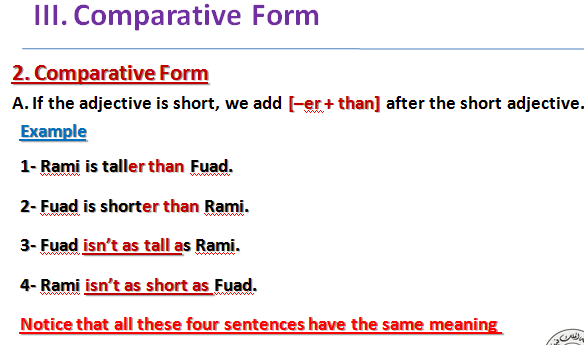 III. Comparative Form
2. Comparative Form
A. If the adjective is short, we add [–er + than] after the short adjective.
Example
1- Rami is taller than Fuad.
2- Fuad is shorter than Rami.
3- Fuad isn’t as tall as Rami.
4- Rami isn’t as short as Fuad.
Notice that all these four sentences have the same meaning